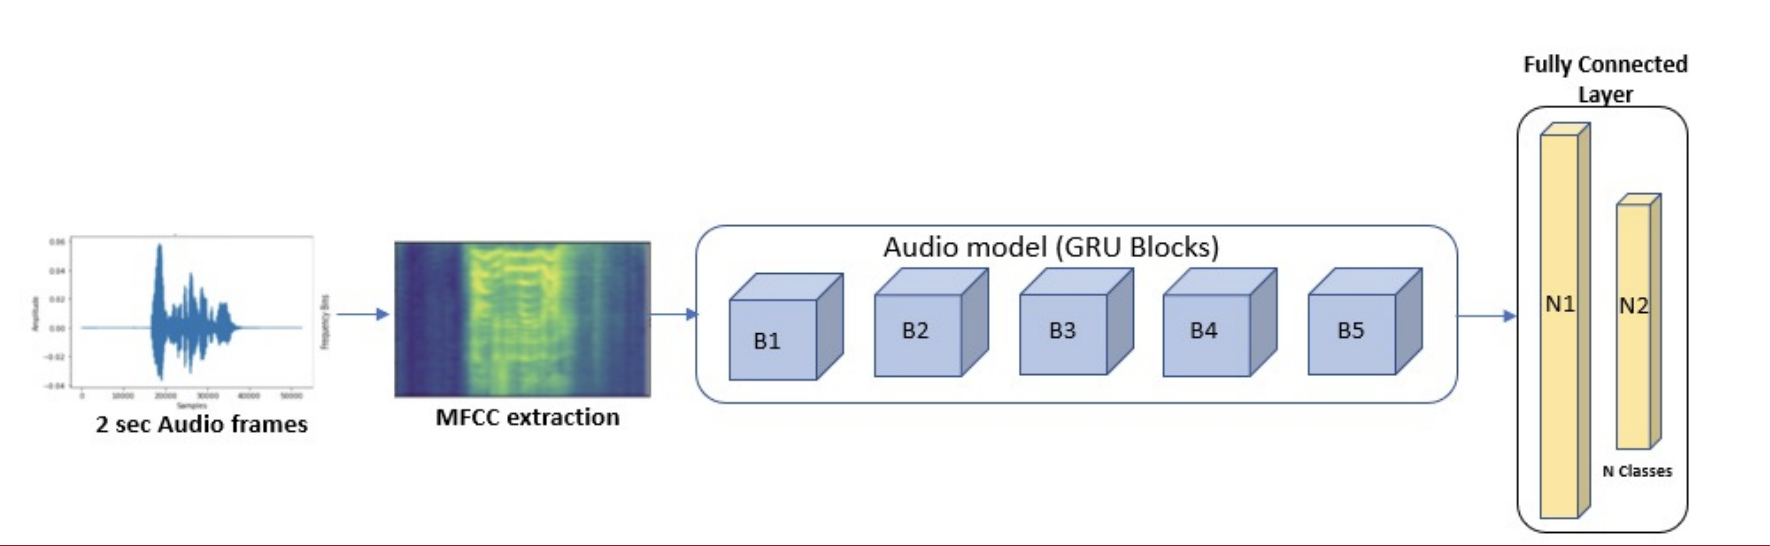 Fully Connected
Layer
Audio model (GRU Blocks)
B1
B2
B3
B4
B5
N1
N2
N Classes
0.06
0.04
0.02
0.00
−0.02
−0.04
Amplitude
0
10000
20000
30000
40000
50000
Samples
2 sec Audio frames
Frequency Bins
MFCC extraction